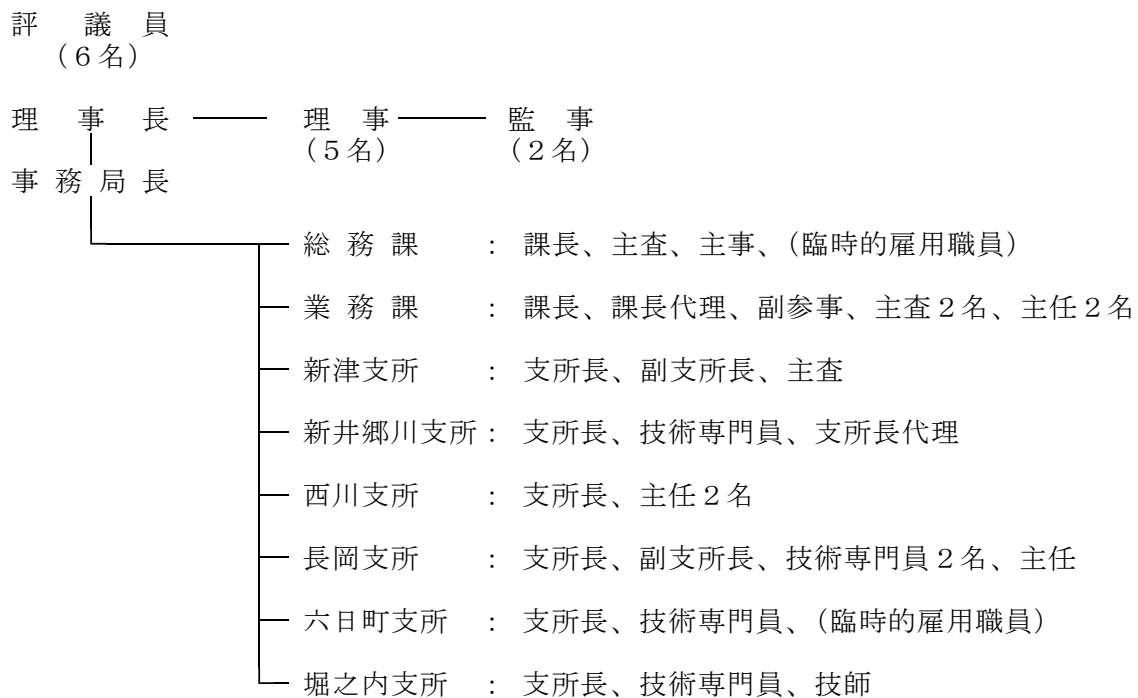 評議員
（６名）
理事長 理事 監事
（５名） （２名）
事務局長
総務課 ： 課長、主査、主事、（臨時的雇用職員）
業務課 ： 課長、課長代理、副参事、主査２名、主任２名
新津支所 ： 支所長、副支所長、主査
新井郷川支所： 支所長、技術専門員、支所長代理
西川支所 ： 支所長、主任２名
長岡支所 ： 支所長、副支所長、技術専門員２名、主任
六日町支所 ： 支所長、技術専門員、（臨時的雇用職員）
堀之内支所 ： 支所長、技術専門員、技師